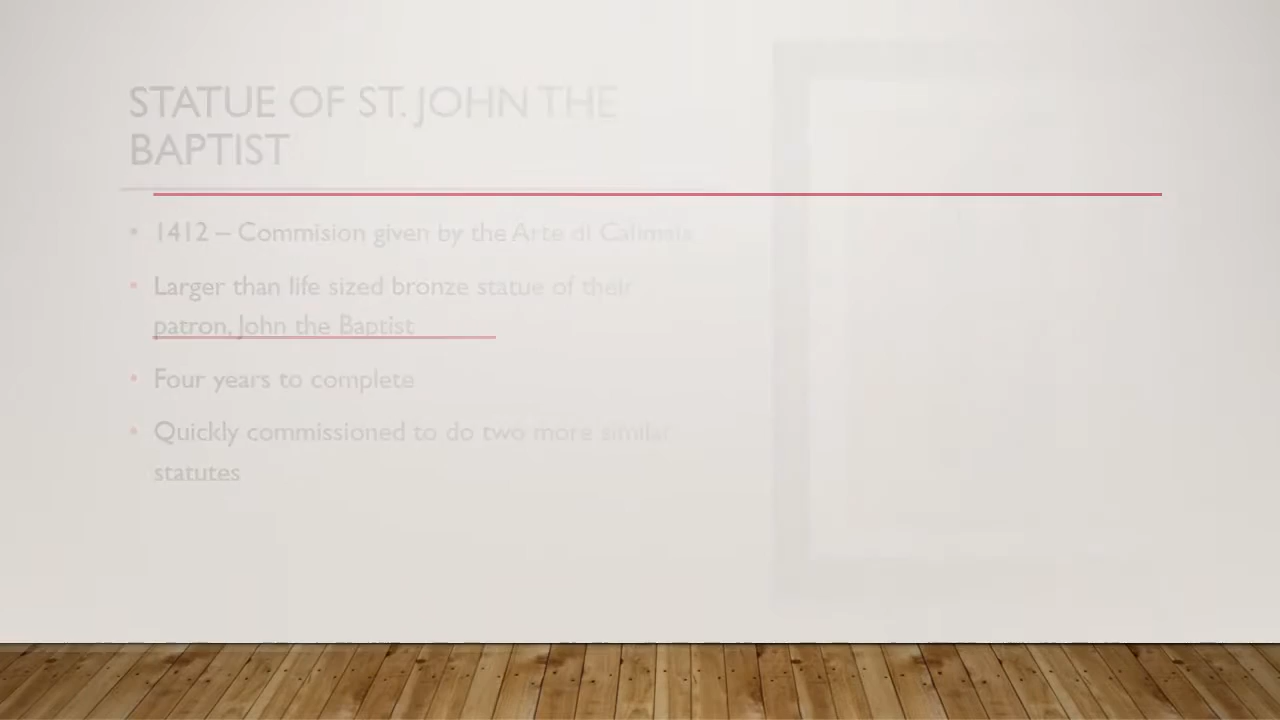 STATUE OF ST. JOHN THE
BAPTIST
• 1412 – Commision given by the Arte di Calimala
• Larger than life sized bronze statue of their
patron, John the Baptist
• Four years to complete
• Quickly commissioned to do two more similar
statutes